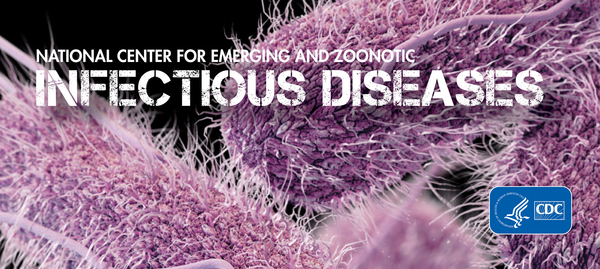 NATIONAL CENTER FOR EMERGING AND ZOONOTIC
INFECTIOUS DISEASES
CDC